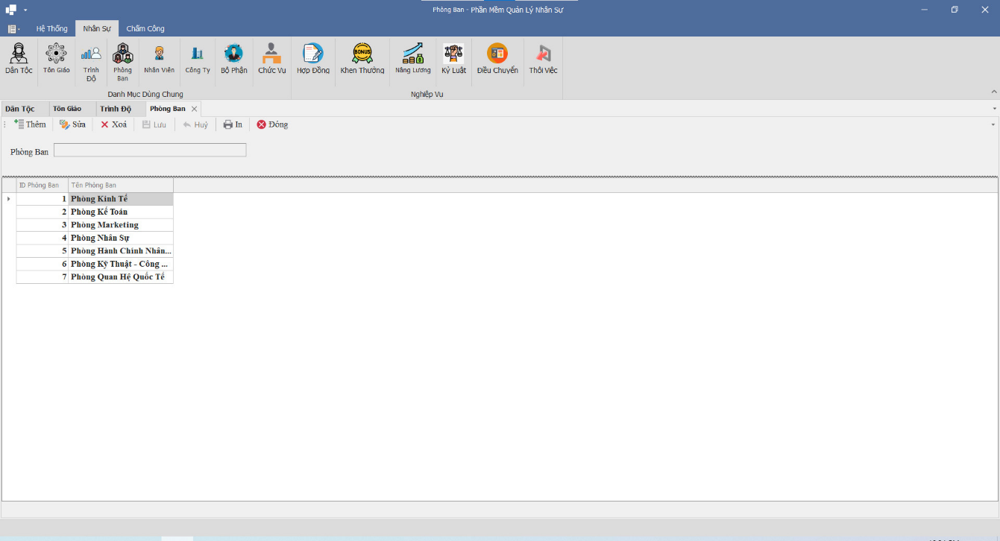 Phòng Ban - Phần Mềm Quản Lý Nhân Sự
Hệ Thống Nhân Sự Chấm Công
Dân Tộc Tôn Giáo Trình Độ Phòng Ban Nhân Viên Công Ty Bộ Phận Chức Vụ Hợp Đồng BONUS Khen Thưởng Nâng Lương Kỷ Luật Điều Chuyển Thôi Việc
Danh Mục Dùng Chung Nghiệp Vụ
Dân Tộc Tôn Giáo Trình Độ Phòng Ban
Thêm Sửa Xoá Lưu Huỷ In Đóng
Phòng Ban
ID Phòng Ban Tên Phòng Ban
1 Phòng Kinh Tế
2 Phòng Kế Toán
3 Phòng Marketing
4 Phòng Nhân Sự
5 Phòng Hành Chính Nhân...
6 Phòng Kỹ Thuật - Công ...
7 Phòng Quan Hệ Quốc Tế